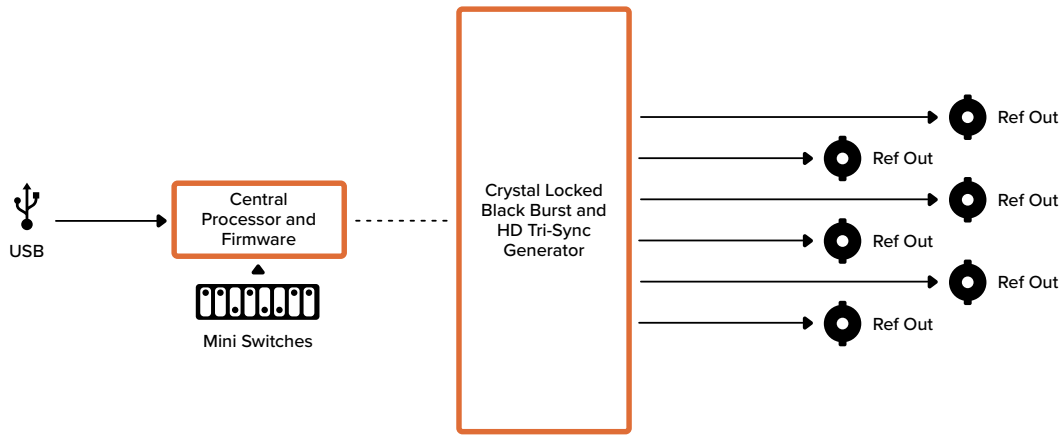 USB
Central
Processor and
Firmware
Mini Switches
Crystal Locked
Black Burst and
HD Tri-Sync
Generator
Ref Out
Ref Out
Ref Out
Ref Out
Ref Out
Ref Out